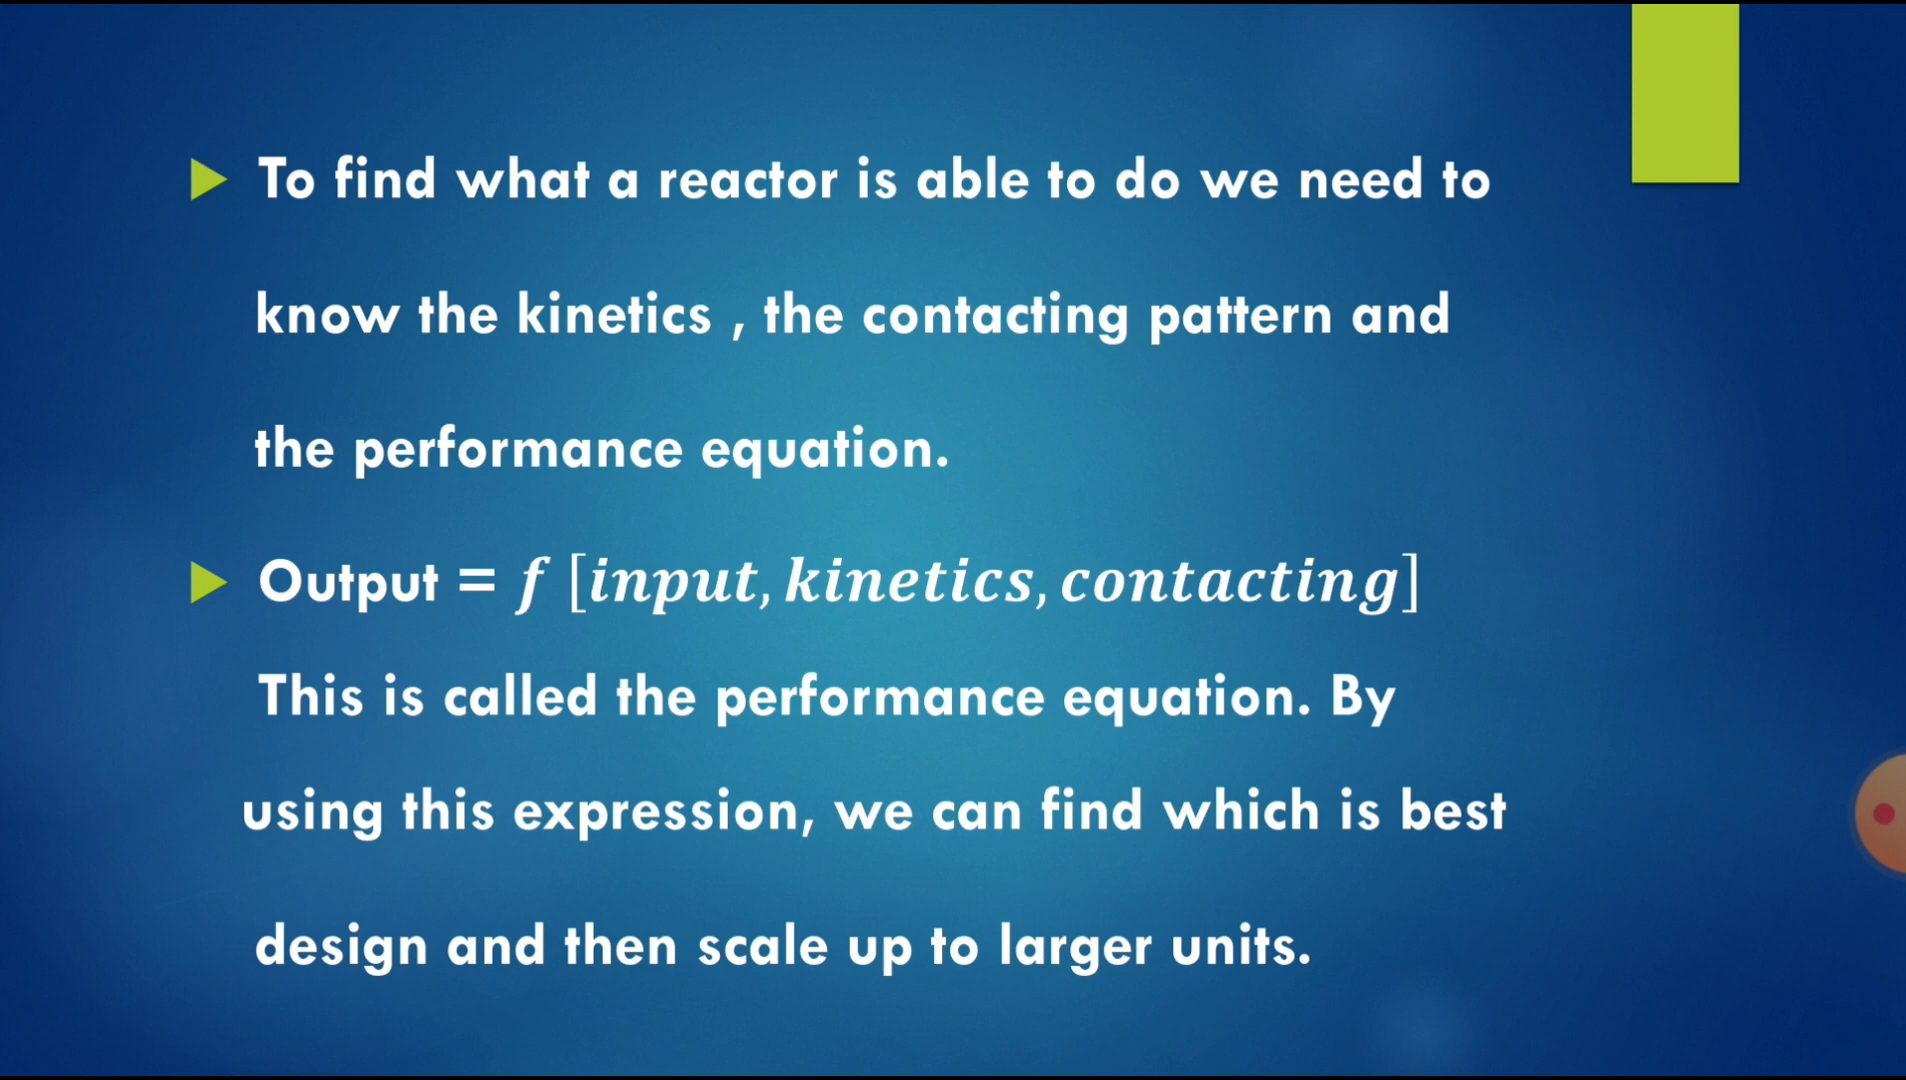 To find what a reactor is able to do we need to
know the kinetics , the contacting pattern and
the performance equation.
Output = f [input, kinetics, contacting]
This is called the performance equation. By
using this expression, we can find which is best
design and then scale up to larger units.